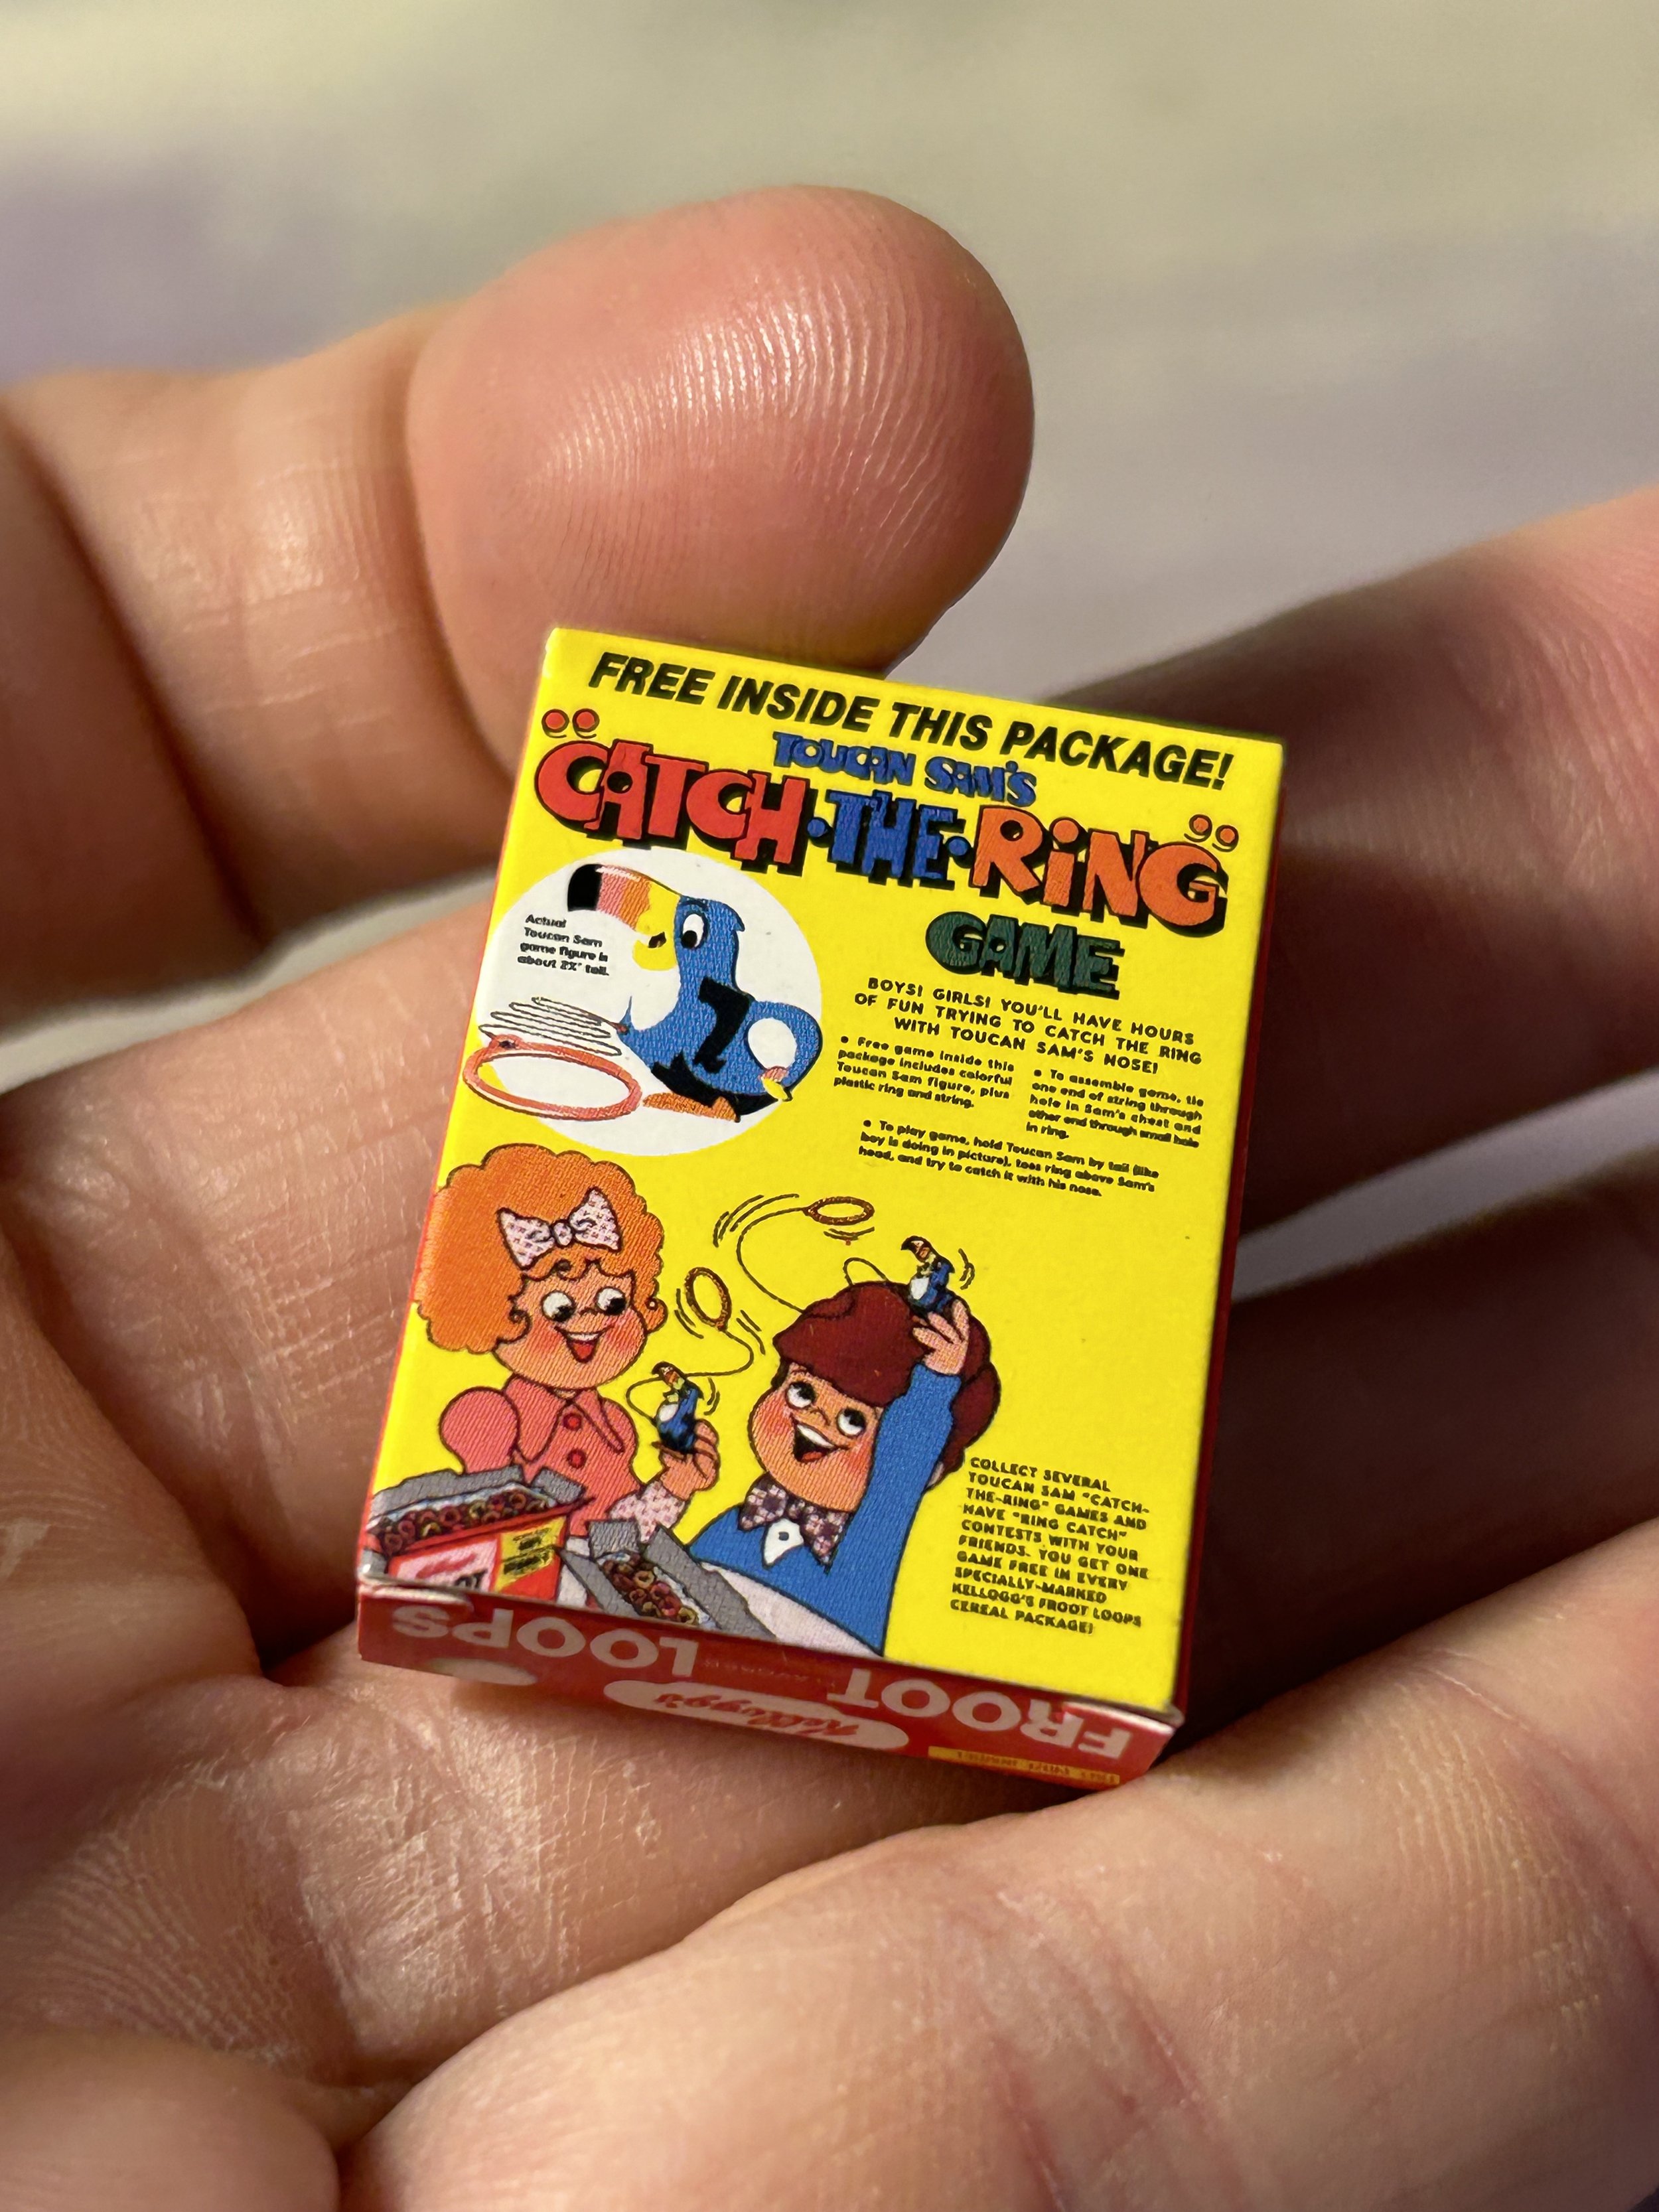 FREE INSIDE THIS PACKAGE!
TOUCAN SAM'S
"CATCH·THE·RING"
GAME
Actual
Toucan Sam
game figure is
about 2¼" tall.
BOYS! GIRLS! YOU'LL HAVE HOURS
OF FUN TRYING TO CATCH THE RING
WITH TOUCAN SAM'S NOSE!
• Free game inside this
package includes colorful
Toucan Sam figure, plus
plastic ring and string.
• To assemble game, tie
one end of string through
hole in Sam's chest and
other end through small hole
in ring.
• To play game, hold Toucan Sam by tail (like
boy is doing in picture), toss ring above Sam's
head, and try to catch it with his nose.
COLLECT SEVERAL
TOUCAN SAM "CATCH-
THE-RING" GAMES AND
HAVE "RING CATCH"
CONTESTS WITH YOUR
FRIENDS. YOU GET ONE
GAME FREE IN EVERY
SPECIALLY-MARKED
KELLOGG'S FROOT LOOPS
CEREAL PACKAGE!
Kellogg's
FROOT LOOPS